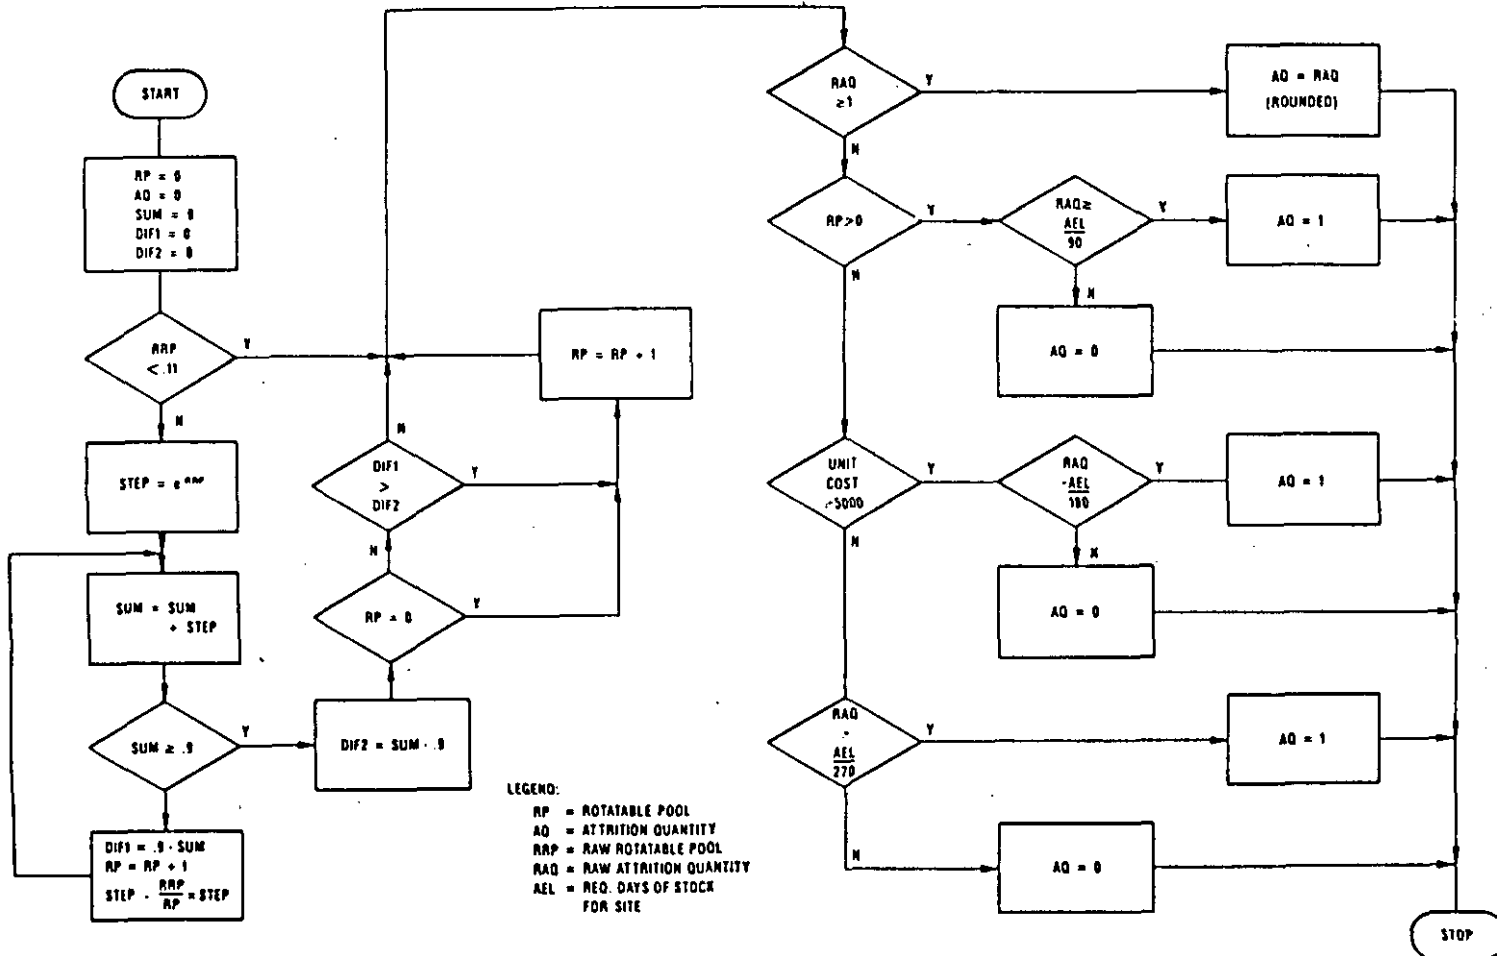 START
RP = 0
AQ = 0
SUM = 0
DIF1 = 0
DIF2 = 0
RRP
< .11
Y
N
STEP =
SUM = SUM
+ STEP
SUM ≥ .9
Y
DIF1 = .9 - SUM
RP = RP + 1
STEP - RRP/RP × STEP
DIF2 = SUM - .9
RP = 0
Y
N
DIF1
>
DIF2
Y
N
RP = RP + 1
LEGEND:
RP = ROTATABLE POOL
AQ = ATTRITION QUANTITY
RRP = RAW ROTATABLE POOL
RAQ = RAW ATTRITION QUANTITY
AEL = REQ. DAYS OF STOCK
FOR SITE
RAQ
≥1
Y
N
AQ = RAQ
(ROUNDED)
RP>0
Y
N
RAQ≥
AEL
90
Y
N
AQ = 1
AQ = 0
UNIT
COST
5000
Y
N
RAQ
AEL
180
Y
N
AQ = 1
AQ = 0
RAQ
AEL
270
Y
N
AQ = 1
AQ = 0
STOP